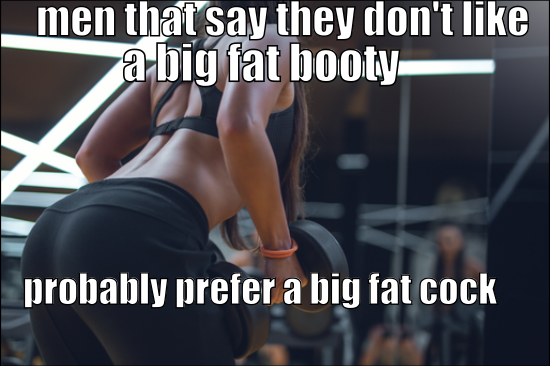 men that say they don't like
a big fat booty
probably prefer a big fat cock